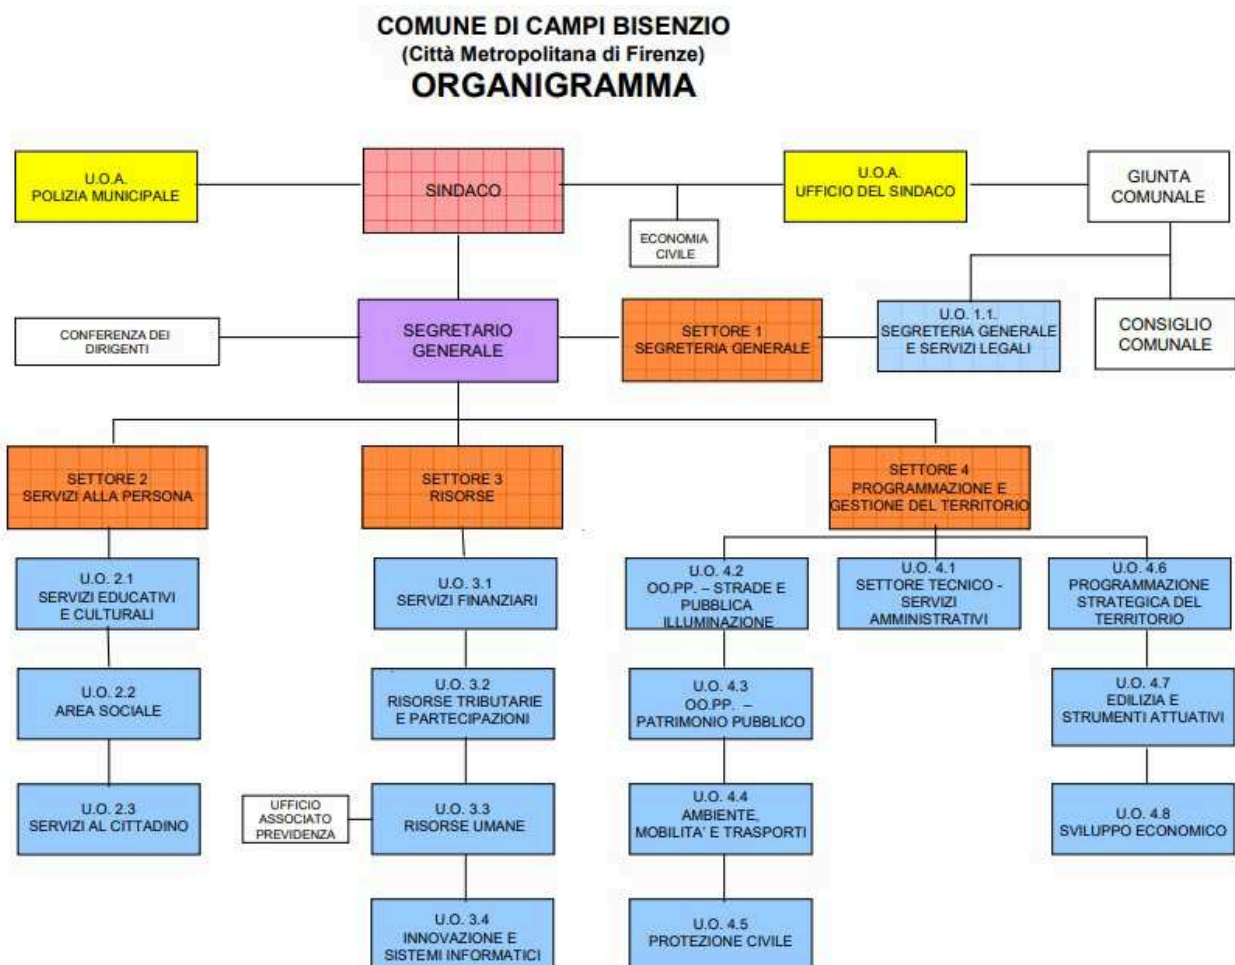 COMUNE DI CAMPI BISENZIO
(Città Metropolitana di Firenze)
ORGANIGRAMMA
U.O.A.
POLIZIA MUNICIPALE
SINDACO
ECONOMIA
CIVILE
U.O.A.
UFFICIO DEL SINDACO
GIUNTA
COMUNALE
CONFERENZA DEI
DIRIGENTI
SEGRETARIO
GENERALE
SETTORE 1
SEGRETERIA GENERALE
U.O. 1.1.
SEGRETERIA GENERALE
E SERVIZI LEGALI
CONSIGLIO
COMUNALE
SETTORE 2
SERVIZI ALLA PERSONA
SETTORE 3
RISORSE
SETTORE 4
PROGRAMMAZIONE E
GESTIONE DEL TERRITORIO
U.O. 2.1
SERVIZI EDUCATIVI
E CULTURALI
U.O. 3.1
SERVIZI FINANZIARI
U.O. 4.2
OO.PP. – STRADE E
PUBBLICA
ILLUMINAZIONE
U.O. 4.1
SETTORE TECNICO -
SERVIZI
AMMINISTRATIVI
U.O. 4.6
PROGRAMMAZIONE
STRATEGICA DEL
TERRITORIO
U.O. 2.2
AREA SOCIALE
U.O. 3.2
RISORSE TRIBUTARIE
E PARTECIPAZIONI
U.O. 4.3
OO.PP. –
PATRIMONIO PUBBLICO
U.O. 4.7
EDILIZIA E
STRUMENTI ATTUATIVI
U.O. 2.3
SERVIZI AL CITTADINO
UFFICIO
ASSOCIATO
PREVIDENZA
U.O. 3.3
RISORSE UMANE
U.O. 4.4
AMBIENTE,
MOBILITA' E TRASPORTI
U.O. 4.8
SVILUPPO ECONOMICO
U.O. 3.4
INNOVAZIONE E
SISTEMI INFORMATICI
U.O. 4.5
PROTEZIONE CIVILE